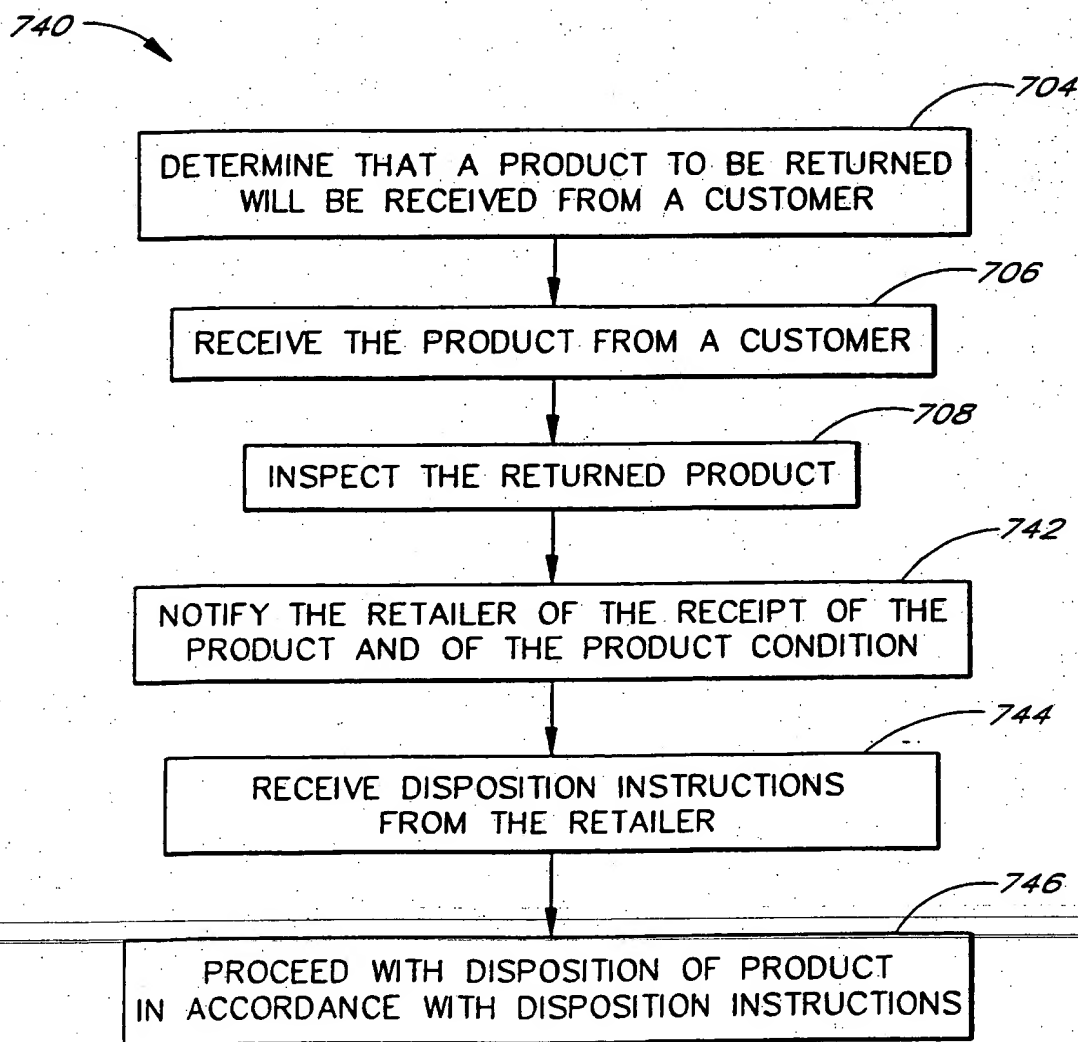 740
704
DETERMINE THAT A PRODUCT TO BE RETURNED
WILL BE RECEIVED FROM A CUSTOMER
706
RECEIVE THE PRODUCT FROM A CUSTOMER
708
INSPECT THE RETURNED PRODUCT
742
NOTIFY THE RETAILER OF THE RECEIPT OF THE
PRODUCT AND OF THE PRODUCT CONDITION
744
RECEIVE DISPOSITION INSTRUCTIONS
FROM THE RETAILER
746
PROCEED WITH DISPOSITION OF PRODUCT
IN ACCORDANCE WITH DISPOSITION INSTRUCTIONS